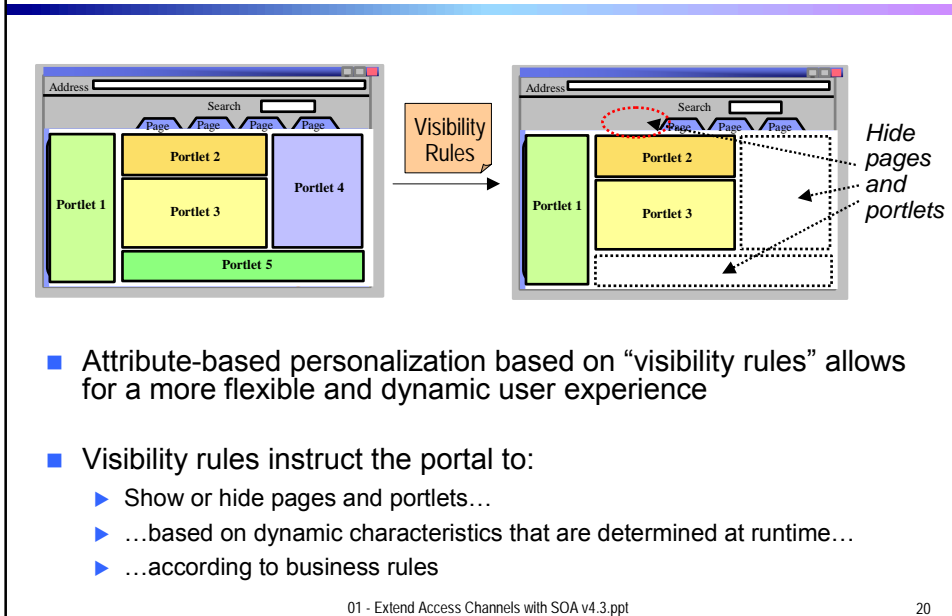 Address
Search
Page Page Page Page
Portlet 1
Portlet 2
Portlet 3
Portlet 4
Portlet 5
Visibility
Rules
Address
Search
Page Page Page
Portlet 1
Portlet 2
Portlet 3
Hide
pages
and
portlets
Attribute-based personalization based on “visibility rules” allows
for a more flexible and dynamic user experience
Visibility rules instruct the portal to:
Show or hide pages and portlets…
…based on dynamic characteristics that are determined at runtime…
…according to business rules
01 - Extend Access Channels with SOA v4.3.ppt
20